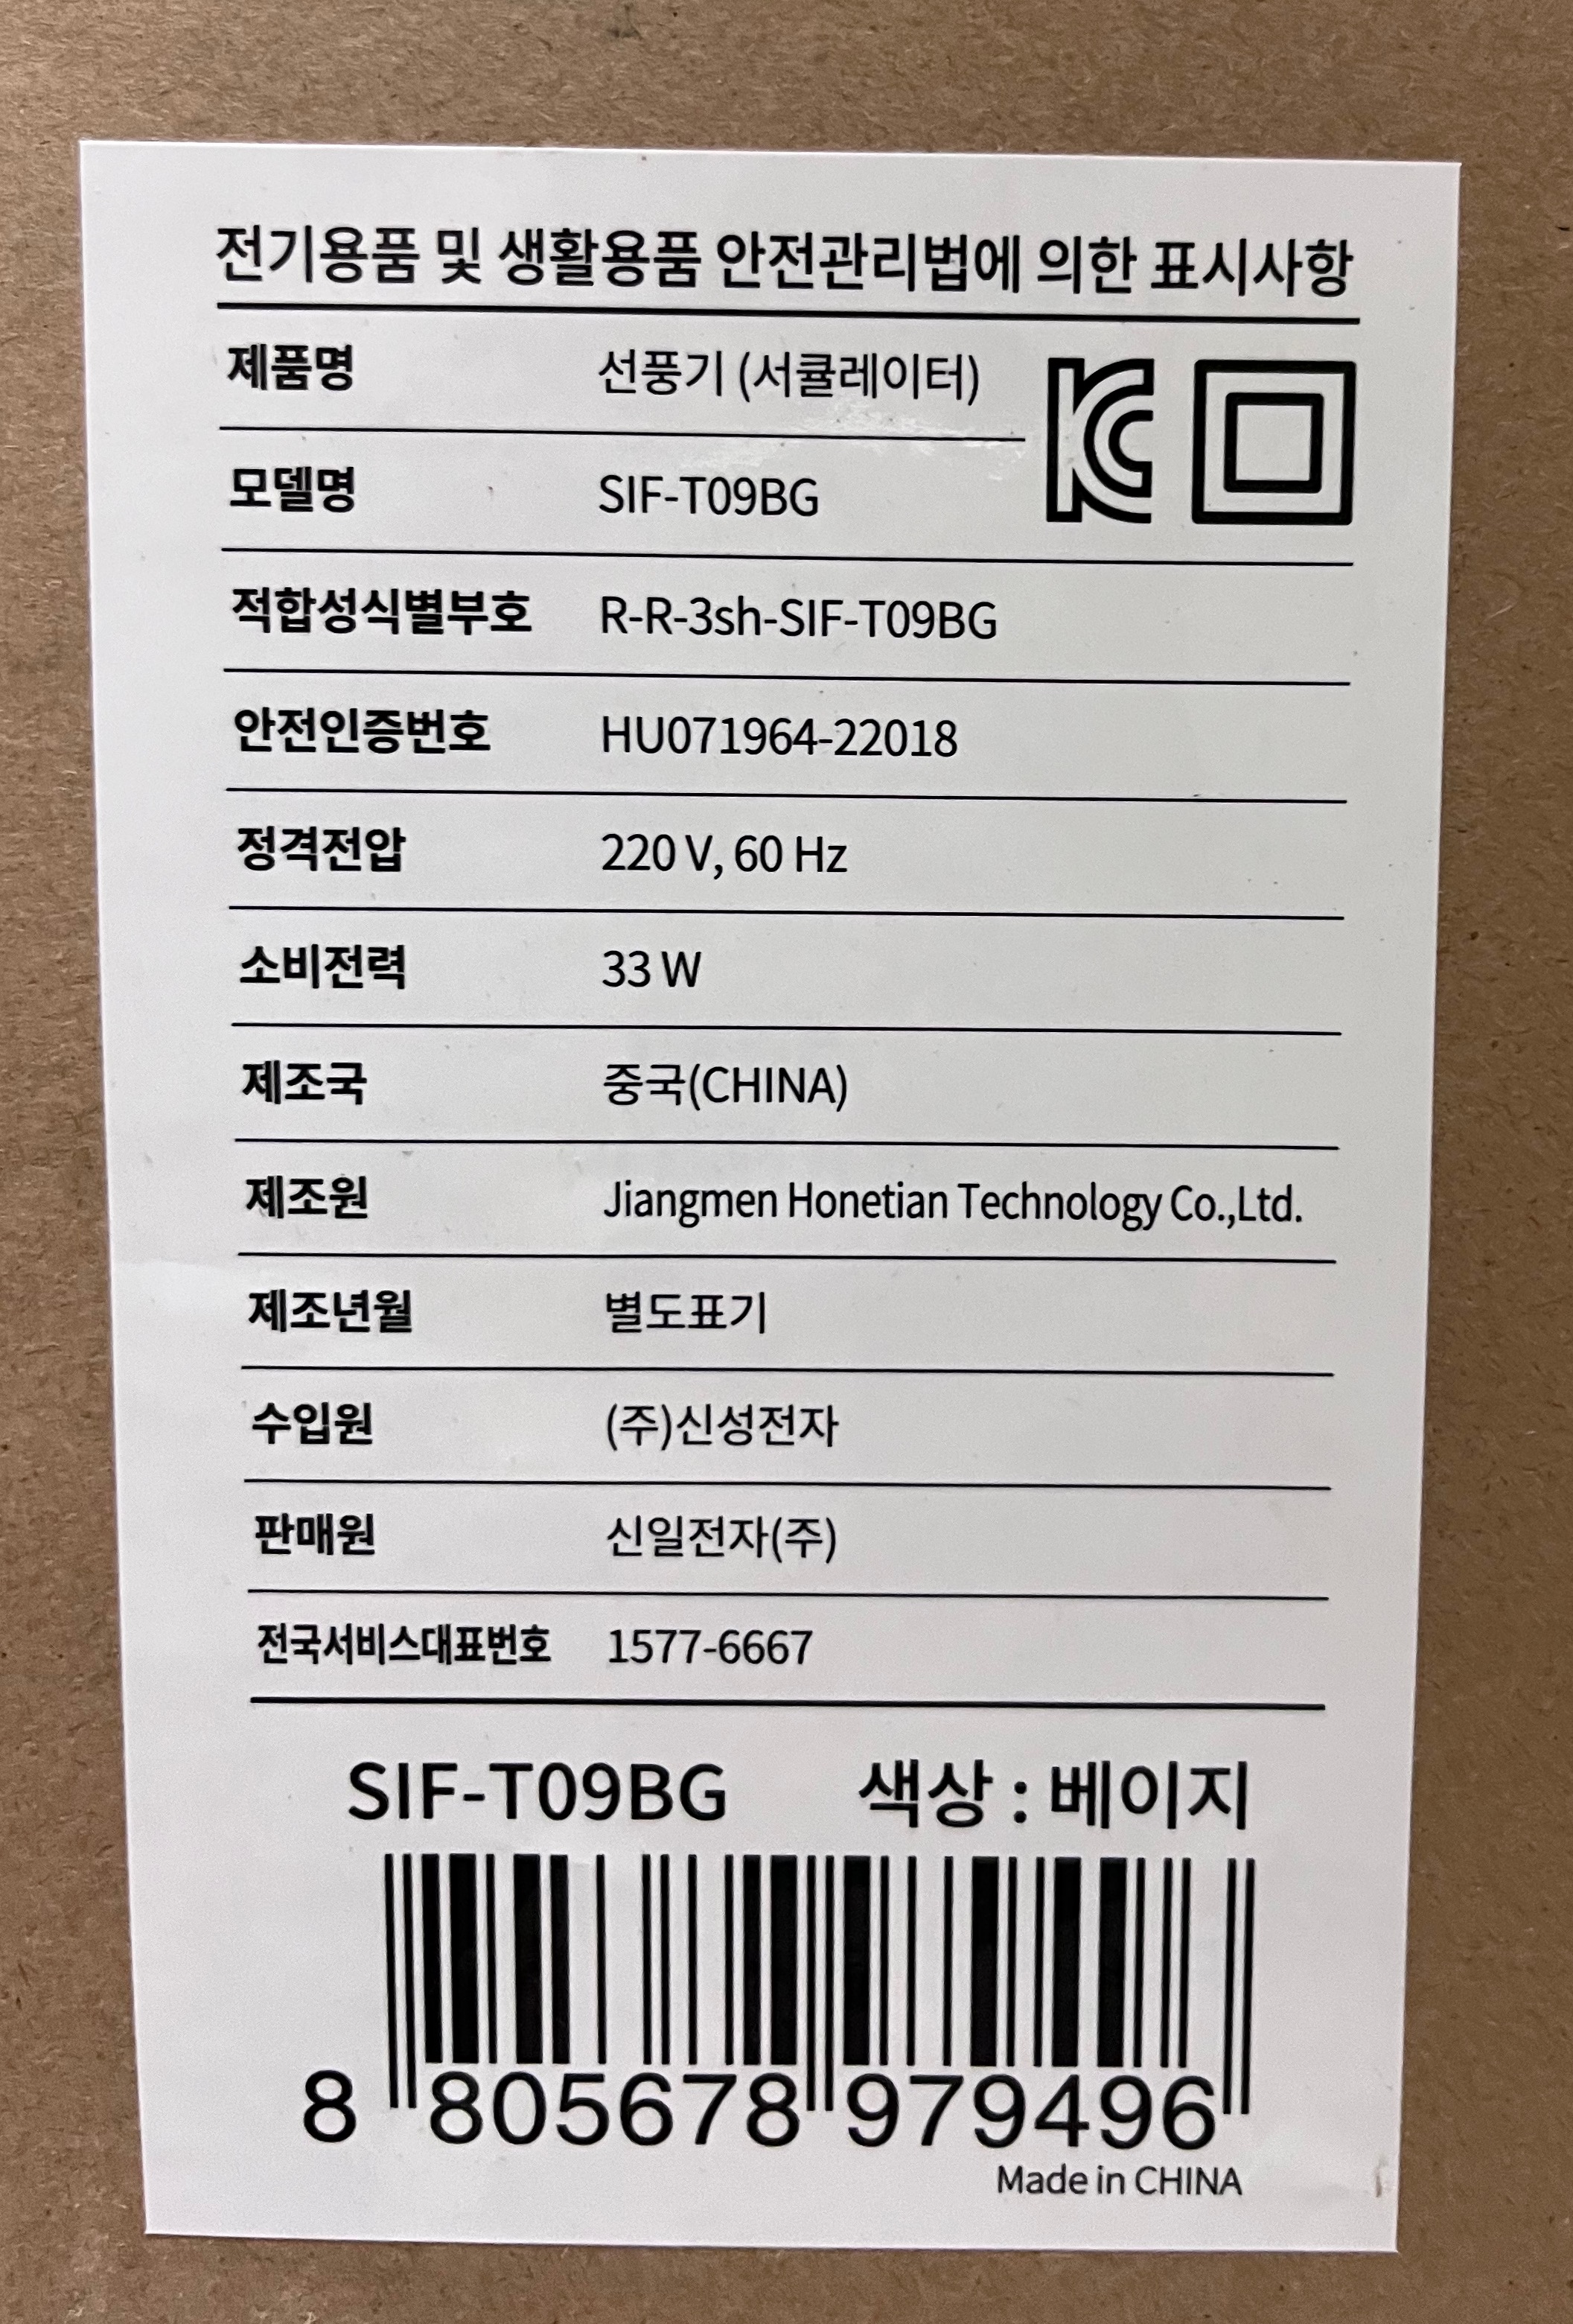 전기용품 및 생활용품 안전관리법에 의한 표시사항
제품명 선풍기 (서큘레이터)
모델명 SIF-T09BG
적합성식별부호 R-R-3sh-SIF-T09BG
안전인증번호 HU071964-22018
정격전압 220 V, 60 Hz
소비전력 33 W
제조국 중국(CHINA)
제조원 Jiangmen Honetian Technology Co.,Ltd.
제조년월 별도표기
수입원 (주)신성전자
판매원 신일전자(주)
전국서비스대표번호 1577-6667
SIF-T09BG 색상 : 베이지
8 805678 979496
Made in CHINA